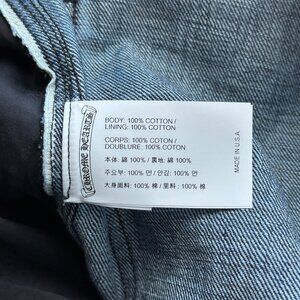 CHROME HEARTS
BODY: 100% COTTON /
LINING: 100% COTTON
CORPS: 100% COTON /
DOUBLURE: 100% COTON
本体: 綿 100% / 裏地: 綿 100%
주요부: 100% 면 / 안감: 100% 면
大身面料: 100% 棉 / 里料: 100% 棉
MADE IN U.S.A.